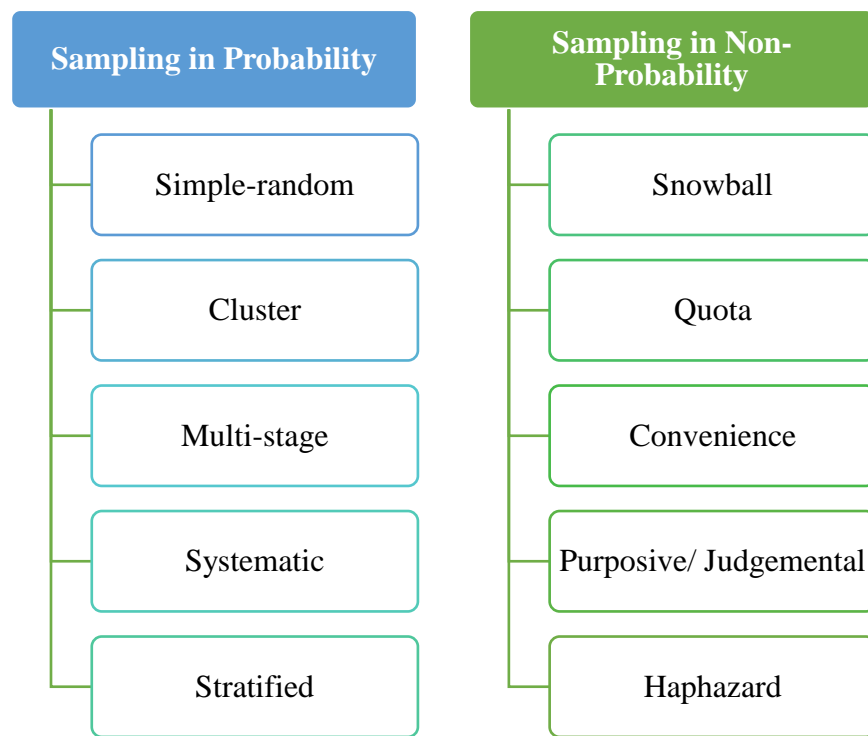 Sampling in Probability
Simple-random
Cluster
Multi-stage
Systematic
Stratified
Sampling in Non-
Probability
Snowball
Quota
Convenience
Purposive/ Judgemental
Haphazard